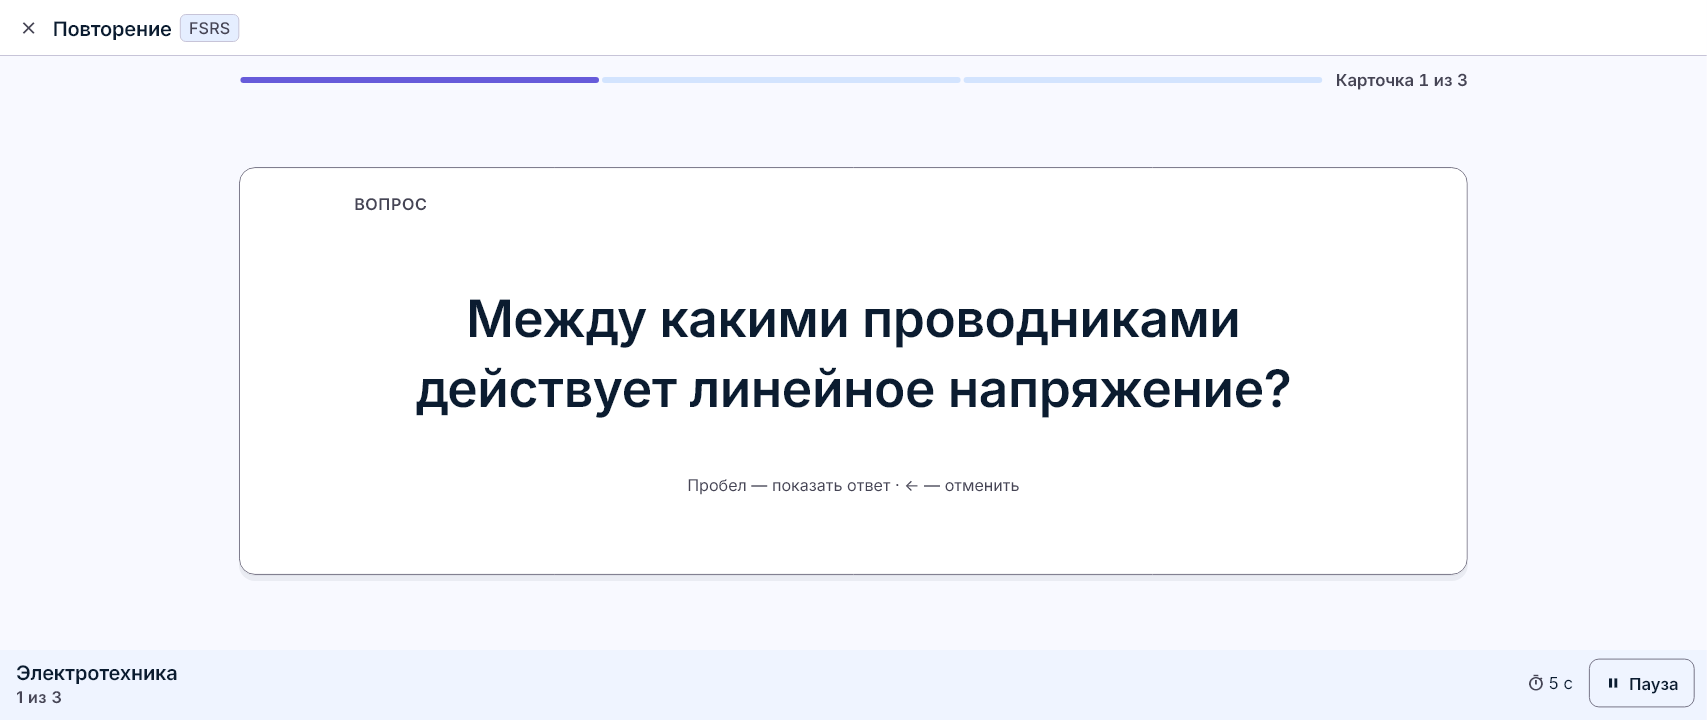 Повторение FSRS
Карточка 1 из 3
ВОПРОС
Между какими проводниками
действует линейное напряжение?
Пробел — показать ответ · ← — отменить
Электротехника
1 из 3
5 с
Пауза